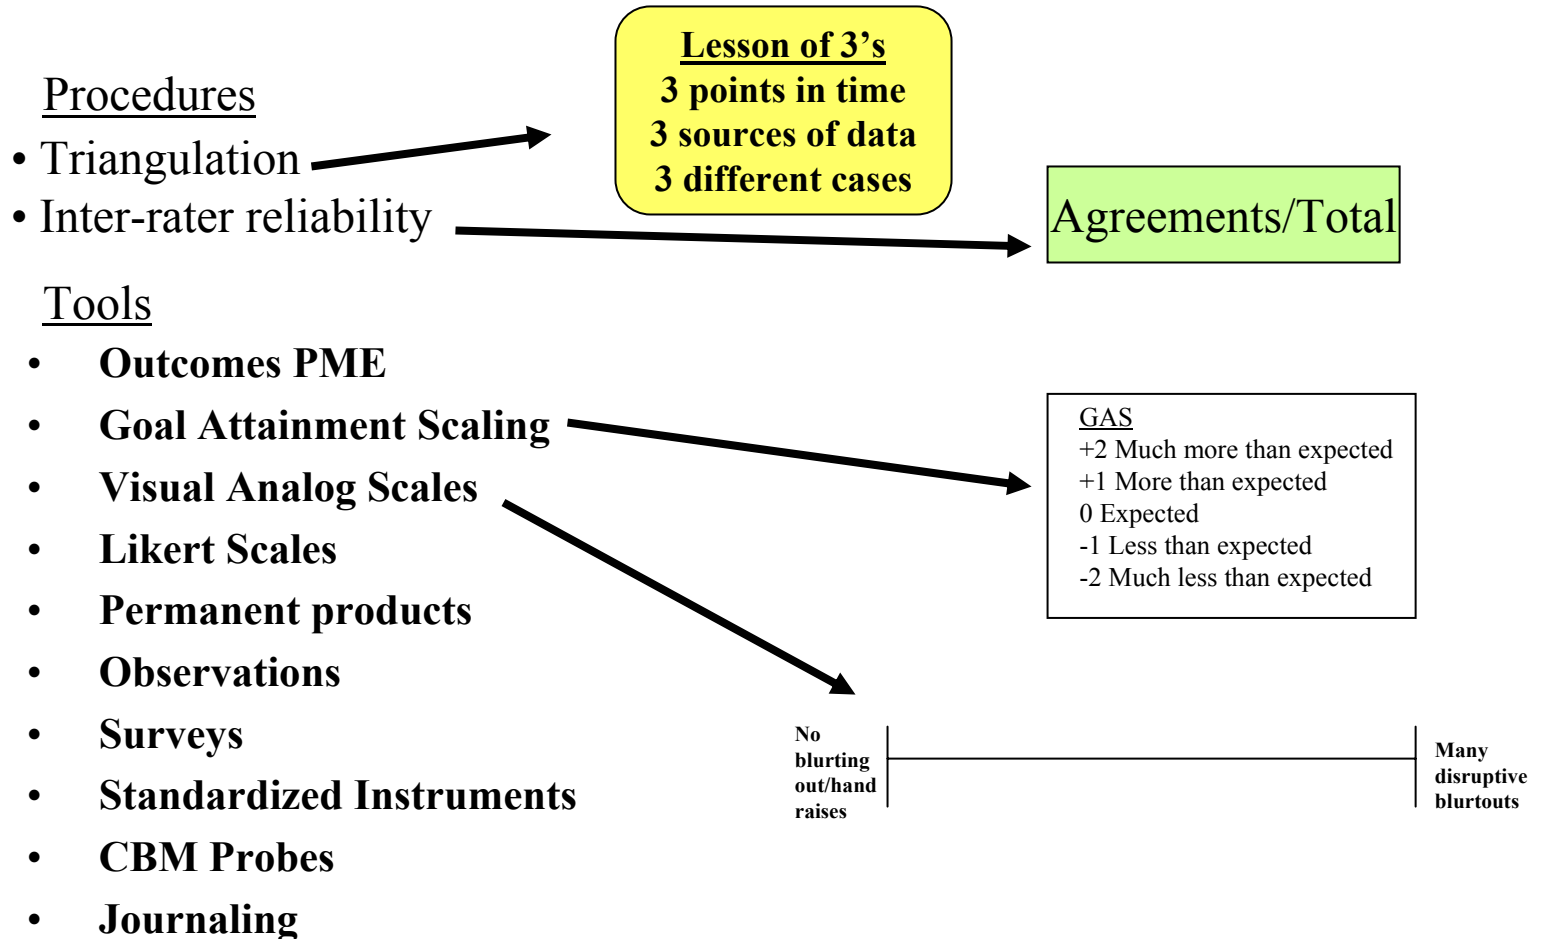 Procedures
• Triangulation
• Inter-rater reliability
Lesson of 3’s
3 points in time
3 sources of data
3 different cases
Agreements/Total
Tools
• Outcomes PME
• Goal Attainment Scaling
• Visual Analog Scales
• Likert Scales
• Permanent products
• Observations
• Surveys
• Standardized Instruments
• CBM Probes
• Journaling
GAS
+2 Much more than expected
+1 More than expected
0 Expected
-1 Less than expected
-2 Much less than expected
No
blurting
out/hand
raises
Many
disruptive
blurtouts